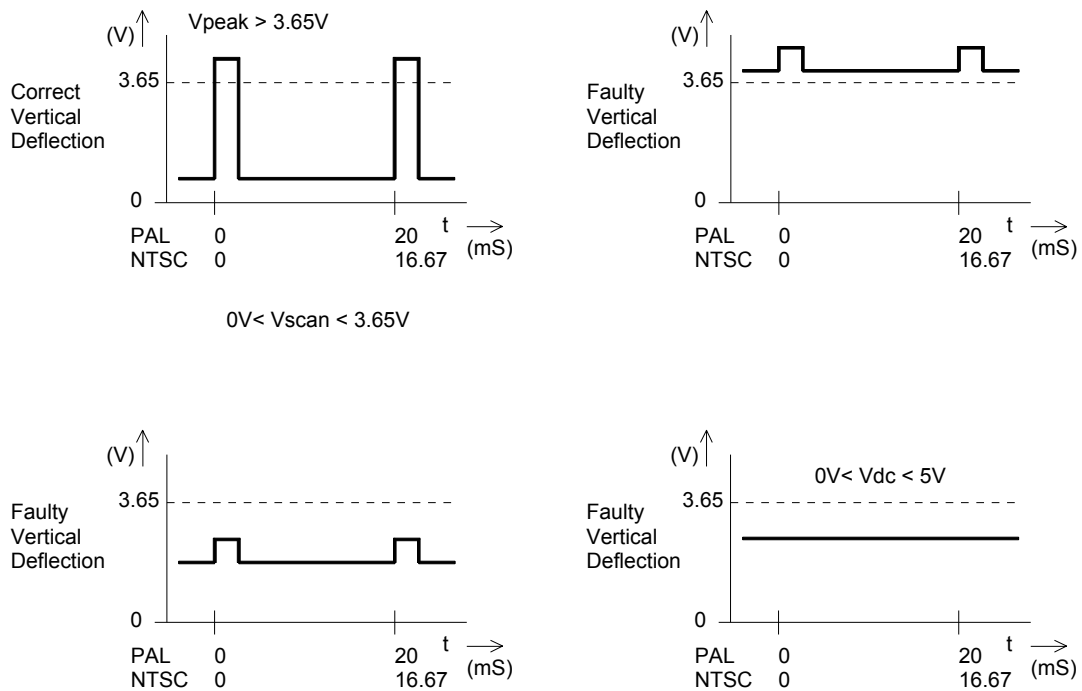 (V)
Vpeak > 3.65V
3.65
Correct
Vertical
Deflection
0
PAL 0 20 t
NTSC 0 16.67 (mS)
0V< Vscan < 3.65V
(V)
3.65
Faulty
Vertical
Deflection
0
PAL 0 20 t
NTSC 0 16.67 (mS)
(V)
3.65
Faulty
Vertical
Deflection
0
PAL 0 20 t
NTSC 0 16.67 (mS)
(V)
0V< Vdc < 5V
3.65
Faulty
Vertical
Deflection
0
PAL 0 20 t
NTSC 0 16.67 (mS)